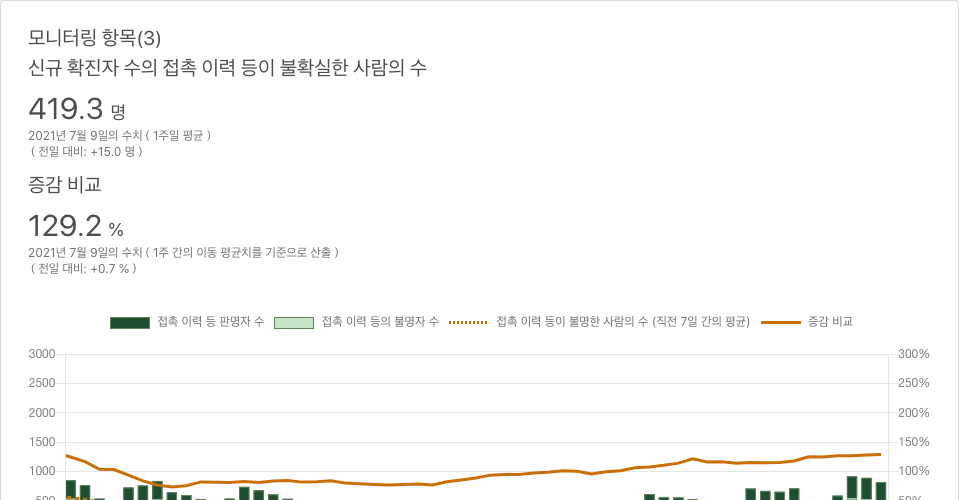 모니터링 항목(3)
신규 확진자 수의 접촉 이력 등이 불확실한 사람의 수
419.3 명
2021년 7월 9일의 수치 ( 1주일 평균 )
( 전일 대비: +15.0 명 )
증감 비교
129.2 %
2021년 7월 9일의 수치 ( 1주 간의 이동 평균치를 기준으로 산출 )
( 전일 대비: +0.7 % )
접촉 이력 등 판명자 수 접촉 이력 등의 불명자 수 접촉 이력 등이 불명한 사람의 수 (직전 7일 간의 평균) 증감 비교
3000 300%
2500 250%
2000 200%
1500 150%
1000 100%
500 50%